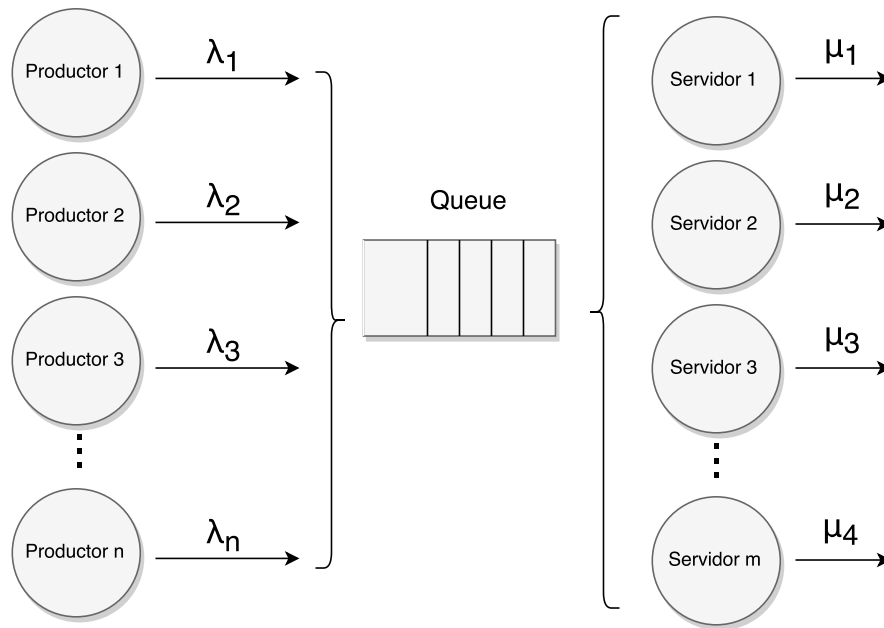 Productor 1
λ1
Productor 2
λ2
Productor 3
λ3
Productor n
λn
Queue
Servidor 1
μ1
Servidor 2
μ2
Servidor 3
μ3
Servidor m
μ4